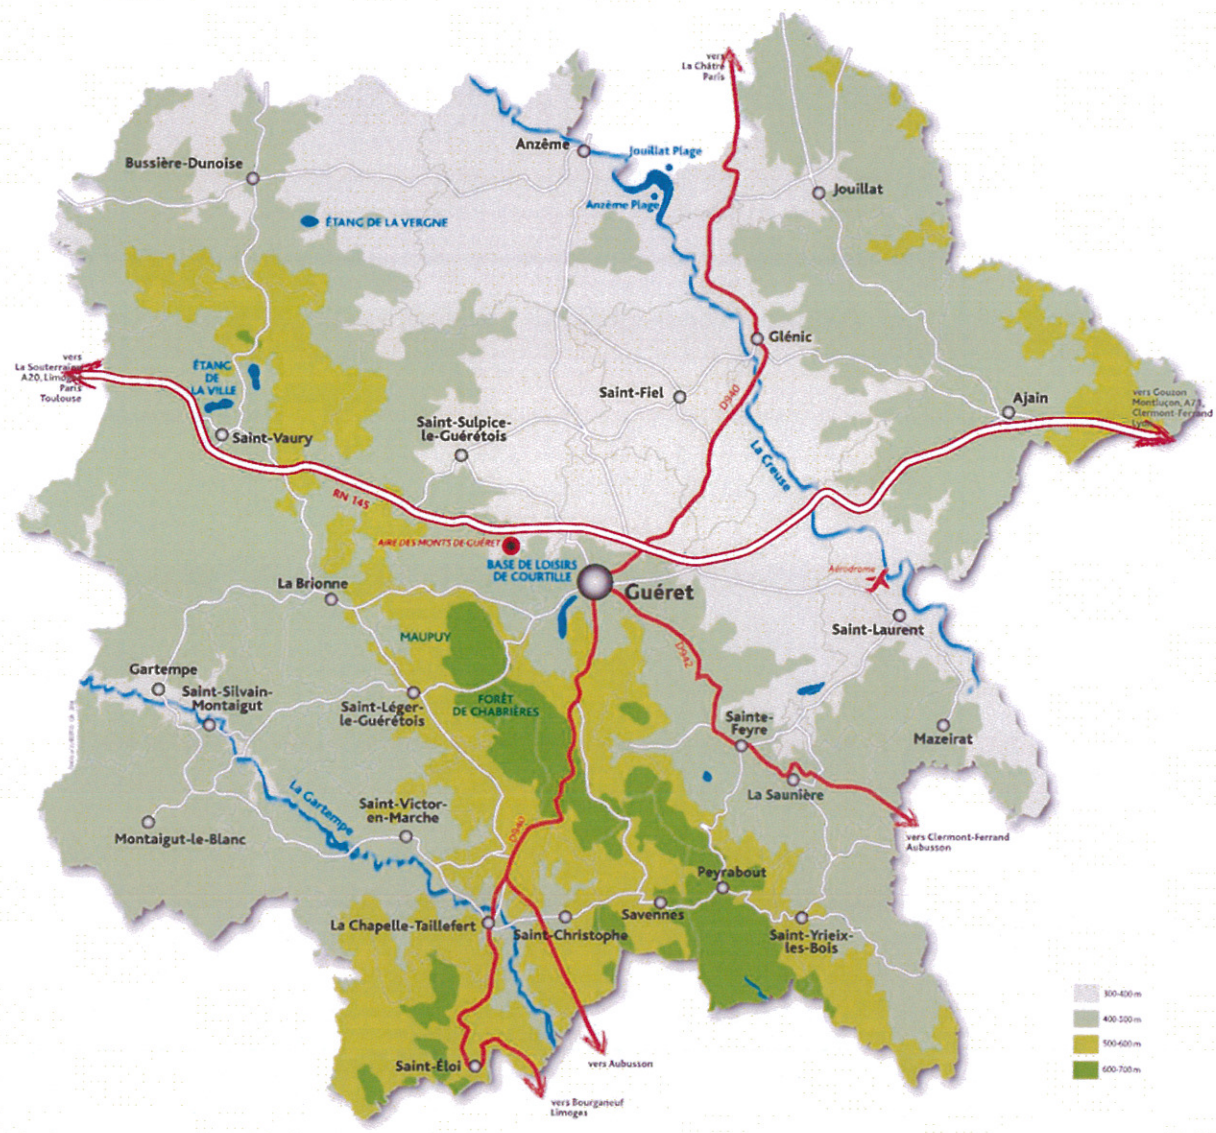 vers
La Châtre
Paris
Anzême
Jouillat Plage
Bussière-Dunoise
Jouillat
Anzême Plage
ÉTANG DE LA VERGNE
Glénic
vers
La Souterraine
A20, Limoges
Paris
Toulouse
ÉTANG
DE
LA VILLE
Saint-Fiel
D940
Ajain
vers Gouzon
Montluçon, A71,
Clermont-Ferrand
Lyon
Saint-Sulpice-
le-Guérétois
Saint-Vaury
La Creuse
RN 145
AIRE DES MONTS DE GUÉRET
BASE DE LOISIRS
DE COURTILLE
Aérodrome
La Brionne
Guéret
Saint-Laurent
MAUPUY
D942
Gartempe
Saint-Silvain-
Montaigut
Saint-Léger-
le-Guérétois
FORÊT
DE CHABRIÈRES
Sainte-
Feyre
Mazeirat
La Saunière
La Gartempe
Saint-Victor-
en-Marche
D940
Montaigut-le-Blanc
vers Clermont-Ferrand
Aubusson
Peyrabout
La Chapelle-Taillefert
Saint-Christophe
Savennes
Saint-Yrieix-
les-Bois
300-400 m
400-500 m
500-600 m
600-700 m
Saint-Éloi
vers Aubusson
vers Bourganeuf
Limoges